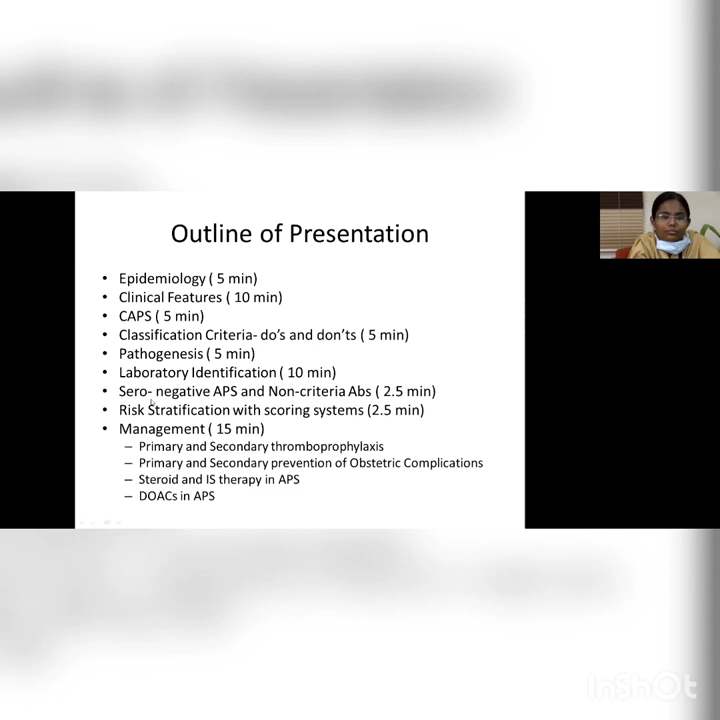 Outline of Presentation
• Epidemiology ( 5 min)
• Clinical Features ( 10 min)
• CAPS ( 5 min)
• Classification Criteria- do's and don'ts ( 5 min)
• Pathogenesis ( 5 min)
• Laboratory Identification ( 10 min)
• Sero- negative APS and Non-criteria Abs ( 2.5 min)
• Risk Stratification with scoring systems (2.5 min)
• Management ( 15 min)
– Primary and Secondary thromboprophylaxis
– Primary and Secondary prevention of Obstetric Complications
– Steroid and IS therapy in APS
– DOACs in APS
InShOt